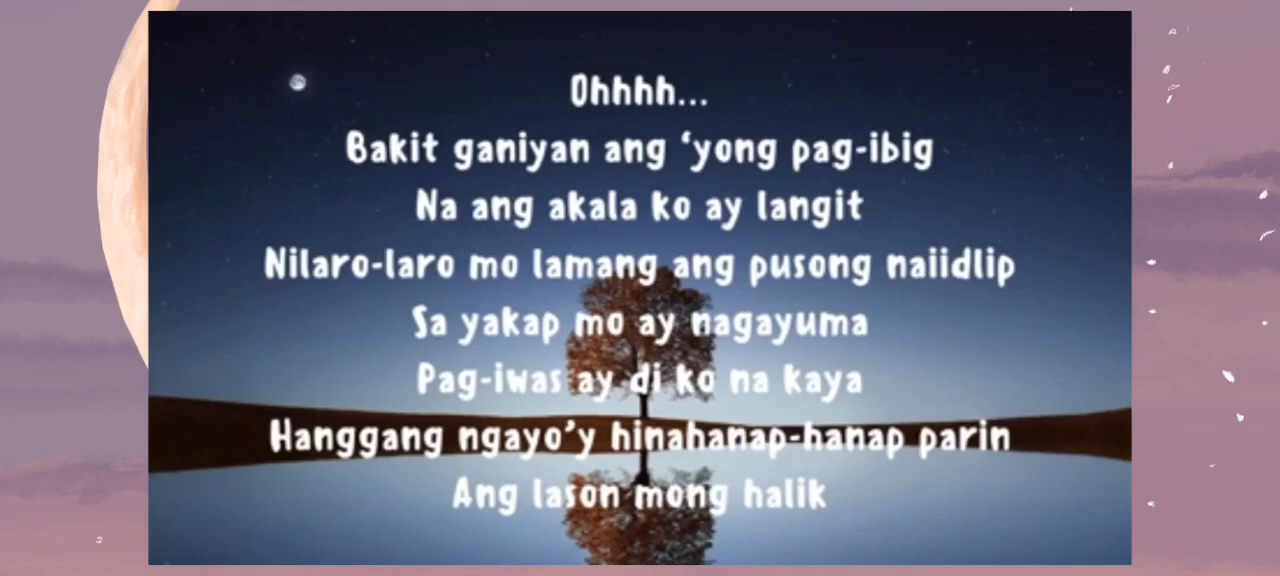 Ohhhh...
Bakit ganiyan ang ‘yong pag-ibig
Na ang akala ko ay langit
Nilaro-laro mo lamang ang pusong naiidlip
Sa yakap mo ay nagayuma
Pag-iwas ay di ko na kaya
Hanggang ngayo’y hinahanap-hanap parin
Ang lason mong halik